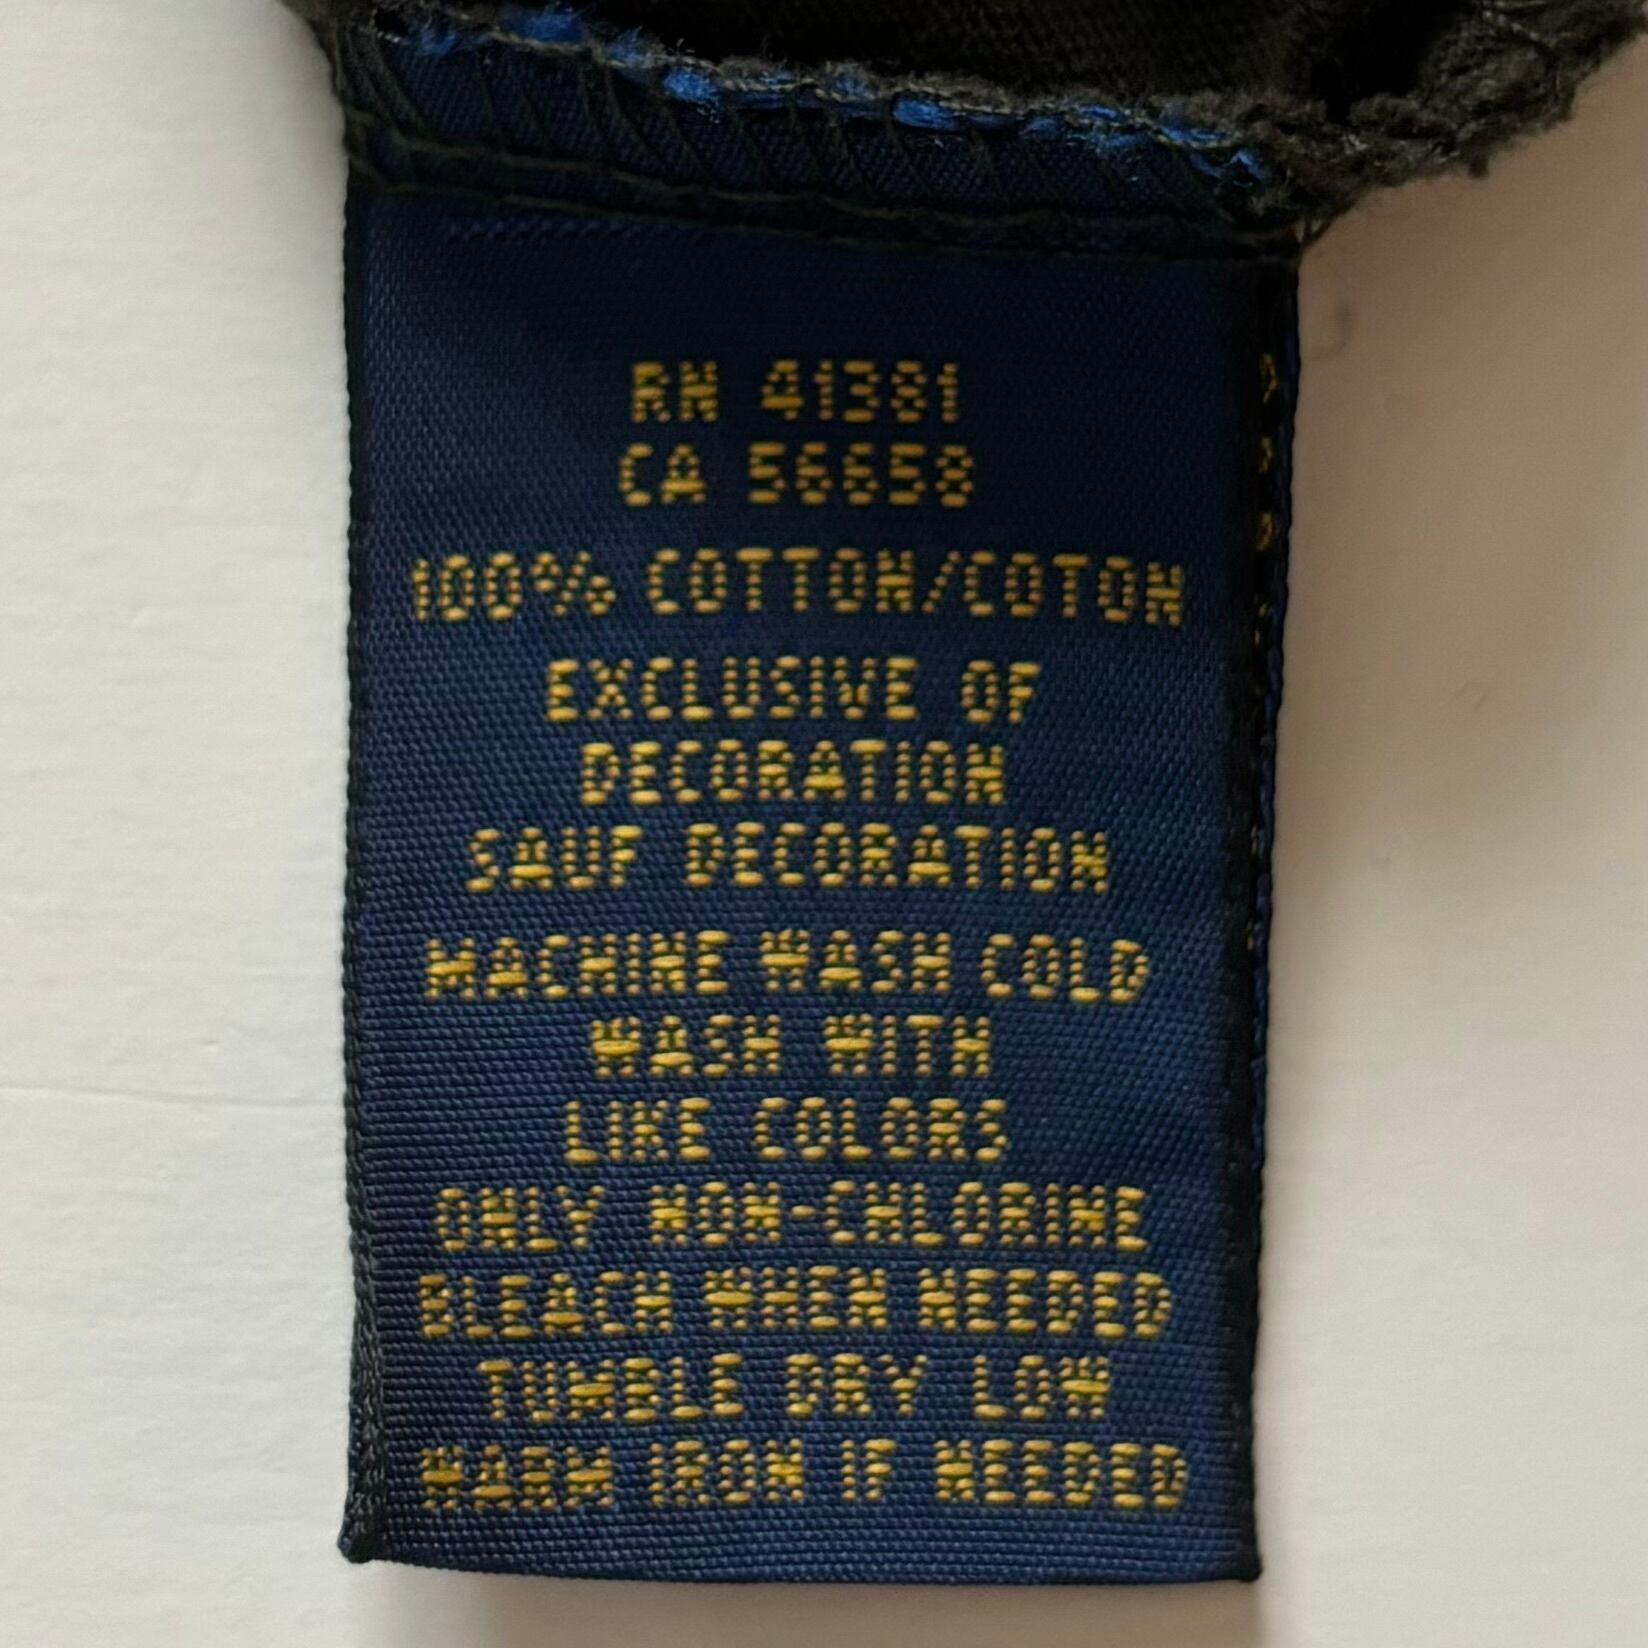 RN 41381
CA 56658
100% COTTON/COTON
EXCLUSIVE OF
DECORATION
SAUF DECORATION
MACHINE WASH COLD
WASH WITH
LIKE COLORS
ONLY NON-CHLORINE
BLEACH WHEN NEEDED
TUMBLE DRY LOW
WARM IRON IF NEEDED